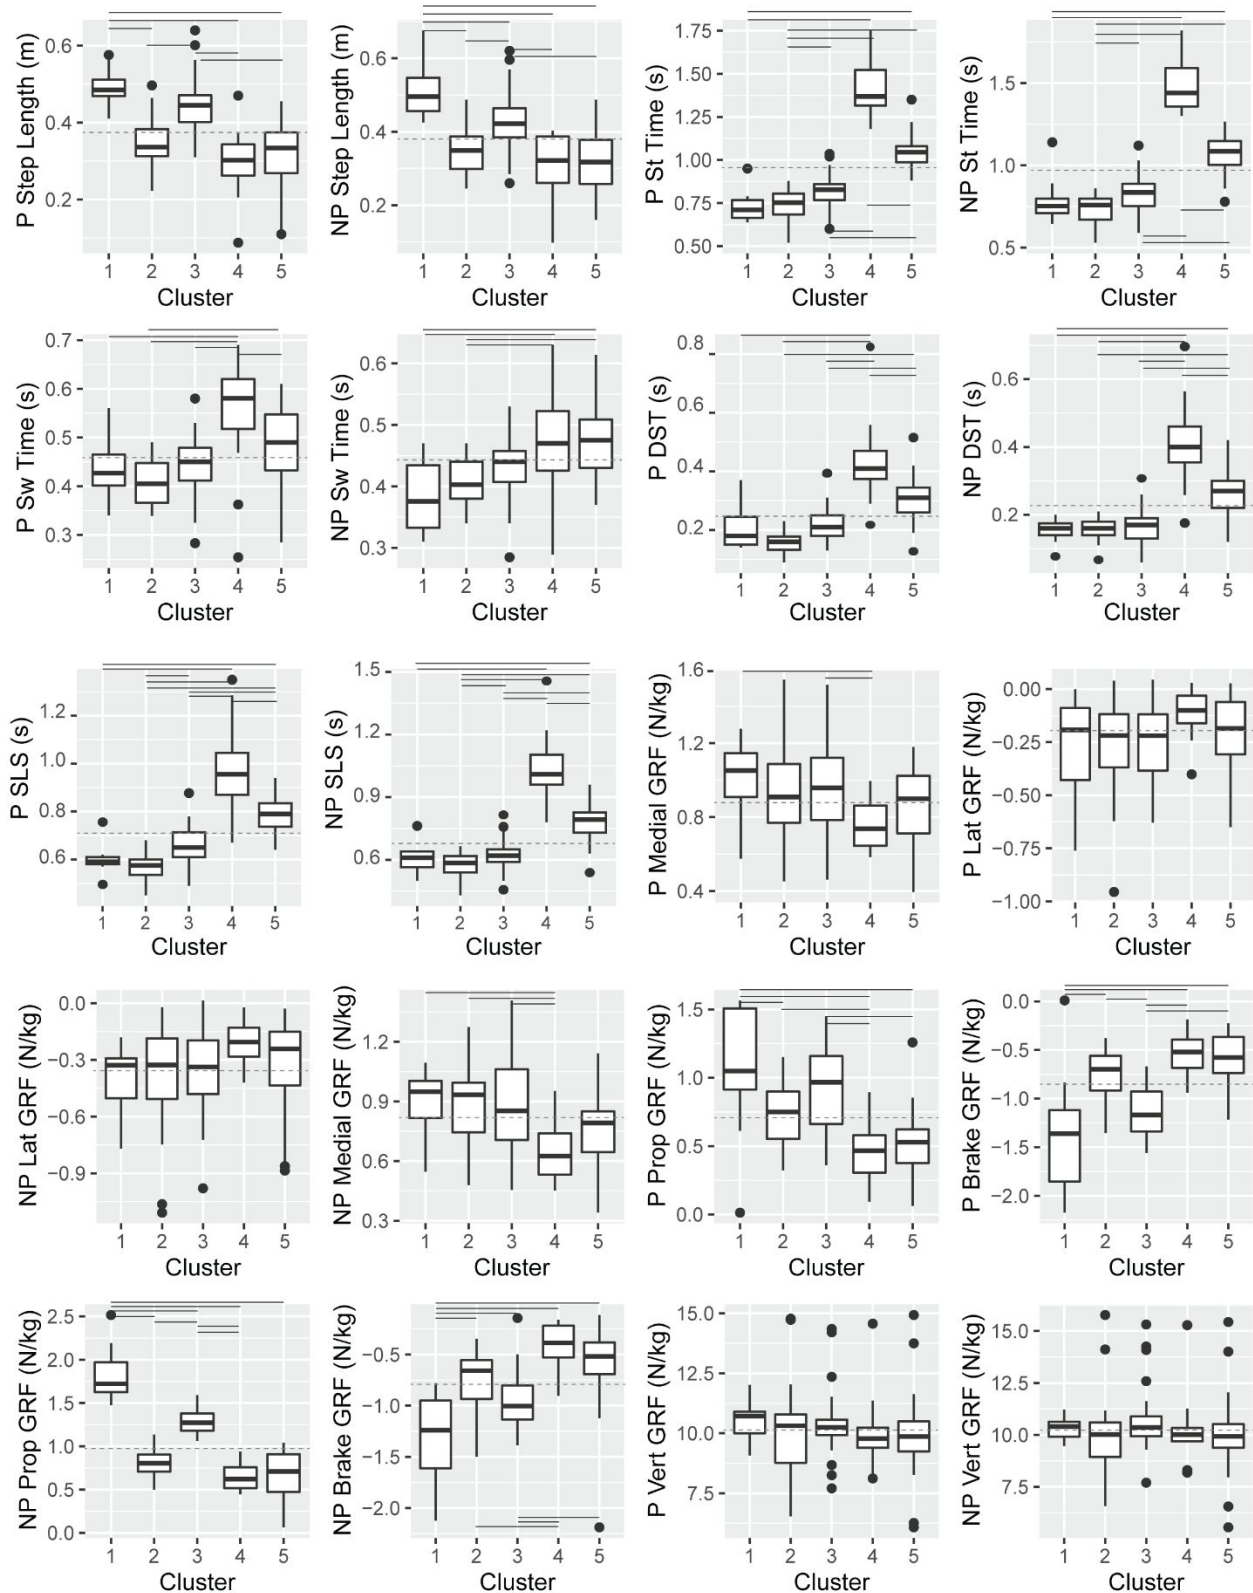 P Step Length (m)
0.6
0.4
0.2
1 2 3 4 5
Cluster
NP Step Length (m)
0.6
0.4
0.2
1 2 3 4 5
Cluster
P St Time (s)
1.75
1.50
1.25
1.00
0.75
0.50
1 2 3 4 5
Cluster
NP St Time (s)
1.5
1.0
0.5
1 2 3 4 5
Cluster
P Sw Time (s)
0.7
0.6
0.5
0.4
0.3
1 2 3 4 5
Cluster
NP Sw Time (s)
0.6
0.5
0.4
0.3
1 2 3 4 5
Cluster
P DST (s)
0.8
0.6
0.4
0.2
1 2 3 4 5
Cluster
NP DST (s)
0.6
0.4
0.2
1 2 3 4 5
Cluster
P SLS (s)
1.2
1.0
0.8
0.6
1 2 3 4 5
Cluster
NP SLS (s)
1.5
1.2
0.9
0.6
1 2 3 4 5
Cluster
P Medial GRF (N/kg)
1.6
1.2
0.8
0.4
1 2 3 4 5
Cluster
P Lat GRF (N/kg)
0.00
−0.25
−0.50
−0.75
−1.00
1 2 3 4 5
Cluster
NP Lat GRF (N/kg)
0.0
−0.3
−0.6
−0.9
1 2 3 4 5
Cluster
NP Medial GRF (N/kg)
1.2
0.9
0.6
0.3
1 2 3 4 5
Cluster
P Prop GRF (N/kg)
1.5
1.0
0.5
0.0
1 2 3 4 5
Cluster
P Brake GRF (N/kg)
0.0
−0.5
−1.0
−1.5
−2.0
1 2 3 4 5
Cluster
NP Prop GRF (N/kg)
2.5
2.0
1.5
1.0
0.5
0.0
1 2 3 4 5
Cluster
NP Brake GRF (N/kg)
−0.5
−1.0
−1.5
−2.0
1 2 3 4 5
Cluster
P Vert GRF (N/kg)
15.0
12.5
10.0
7.5
1 2 3 4 5
Cluster
NP Vert GRF (N/kg)
15.0
12.5
10.0
7.5
1 2 3 4 5
Cluster